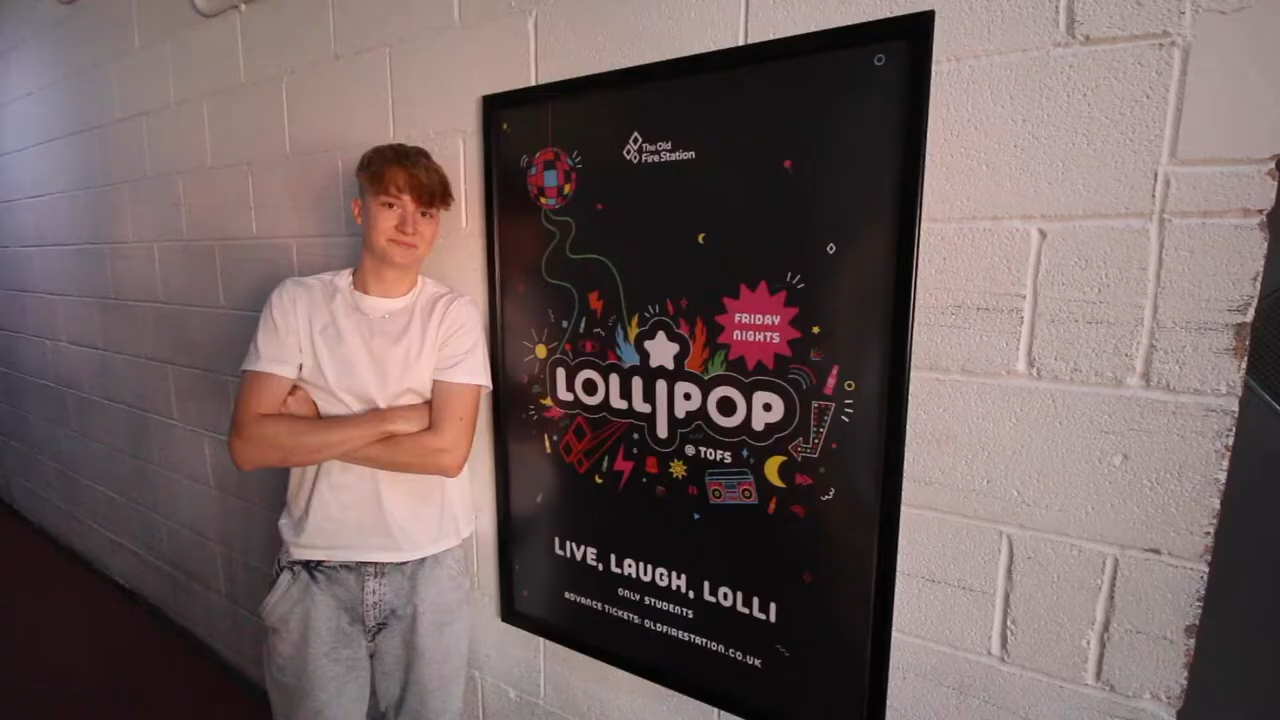 The Old
Fire Station
FRIDAY
NIGHTS
LOLLIPOP
@ TOFS
LIVE, LAUGH, LOLLI
ONLY STUDENTS
ADVANCE TICKETS: OLDFIRESTATION.CO.UK